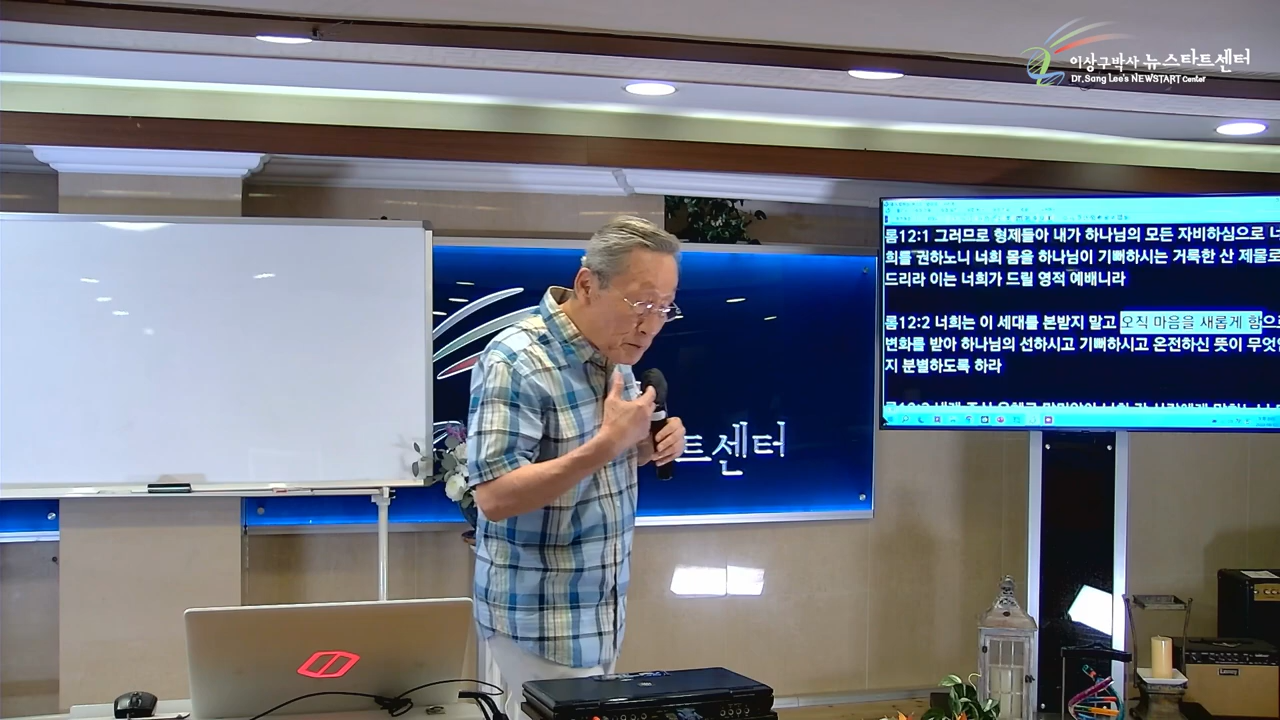 이상구박사 뉴스타트센터
Dr. Sang Lee's NEWSTART Center
롬12:1 그러므로 형제들아 내가 하나님의 모든 자비하심으로 너
희를 권하노니 너희 몸을 하나님이 기뻐하시는 거룩한 산 제물로
드리라 이는 너희가 드릴 영적 예배니라
롬12:2 너희는 이 세대를 본받지 말고 오직 마음을 새롭게 함으로
변화를 받아 하나님의 선하시고 기뻐하시고 온전하신 뜻이 무엇인
지 분별하도록 하라
트센터